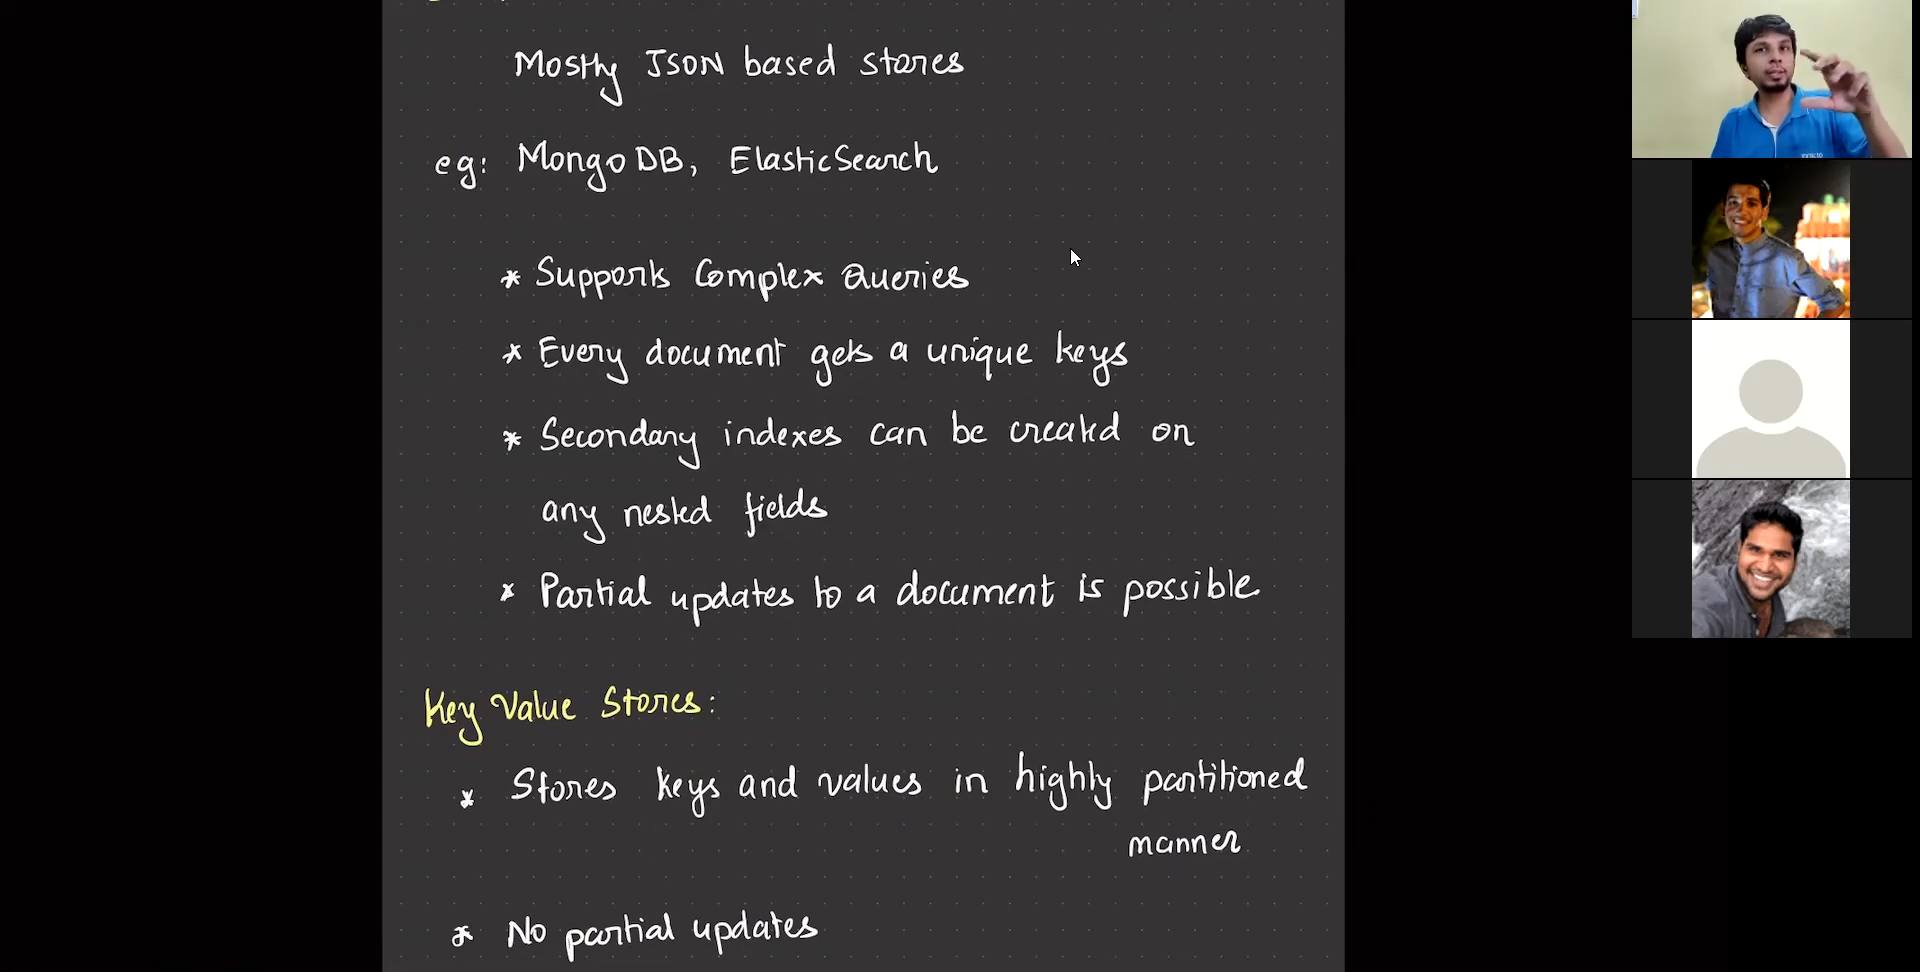 Mostly JSON based stores
eg: MongoDB, ElasticSearch
* Supports Complex Queries
* Every document gets a unique keys
* Secondary indexes can be created on
any nested fields
* Partial updates to a document is possible
Key Value Stores:
* Stores keys and values in highly partitioned
manner
* No partial updates